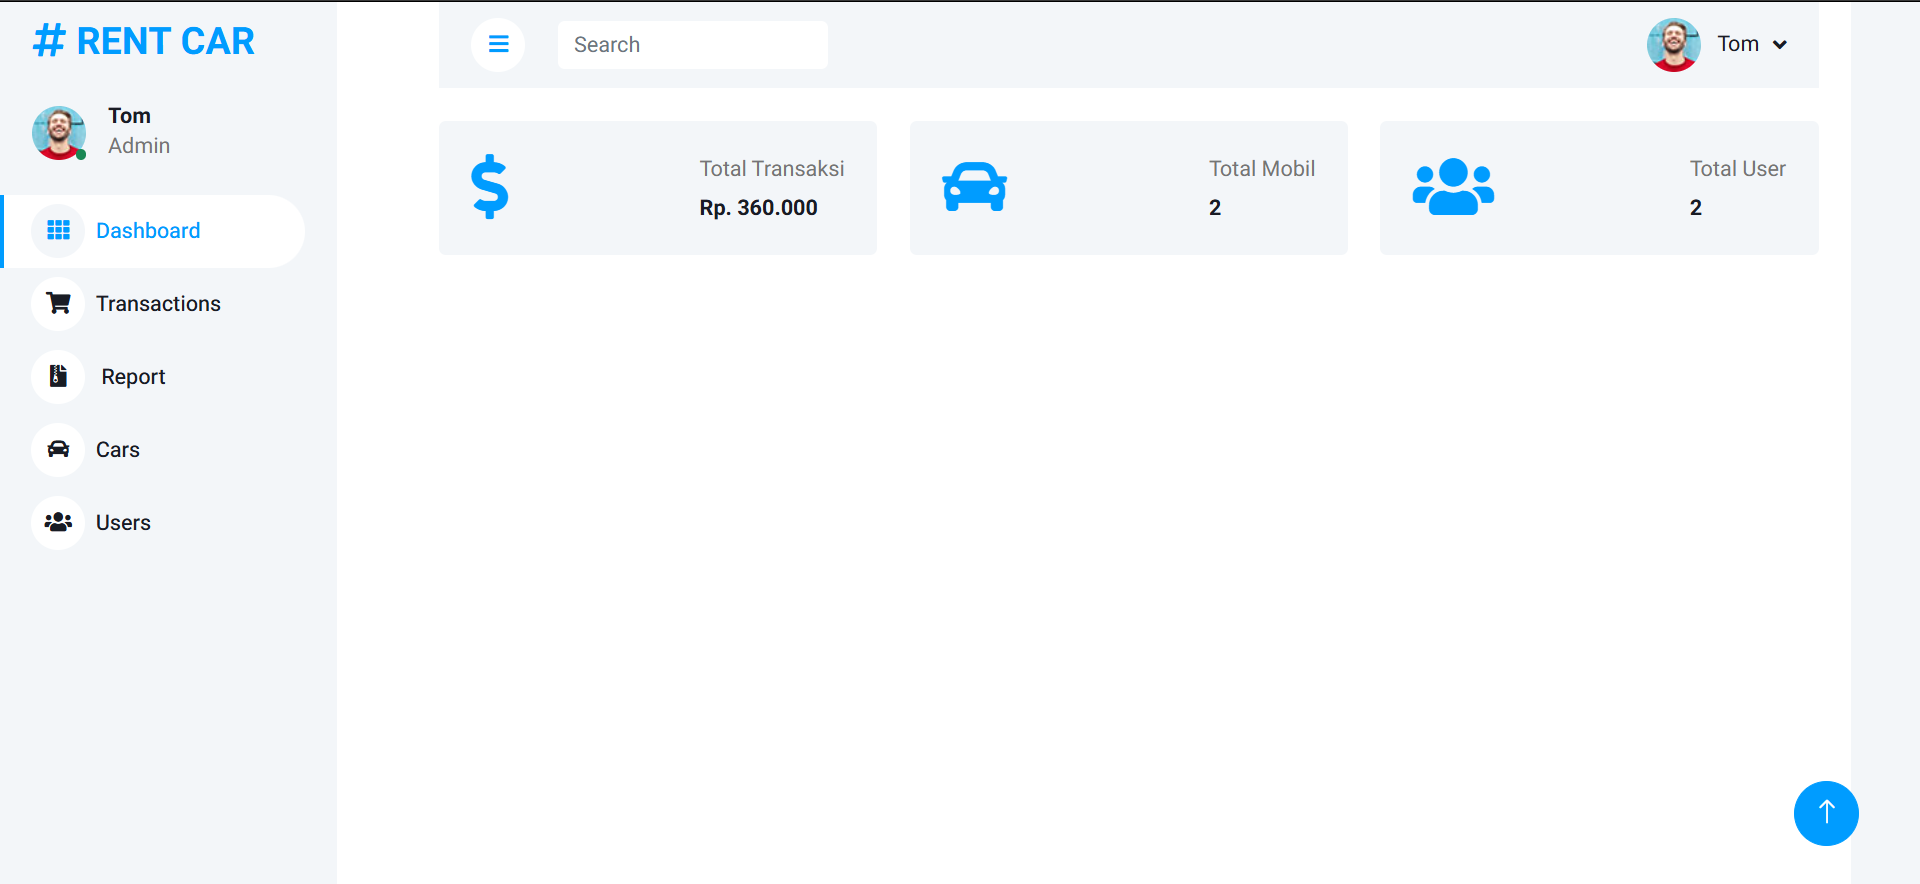 # RENT CAR
Tom
Admin
Dashboard
Transactions
Report
Cars
Users
Search
Tom
Total Transaksi
Rp. 360.000
Total Mobil
2
Total User
2